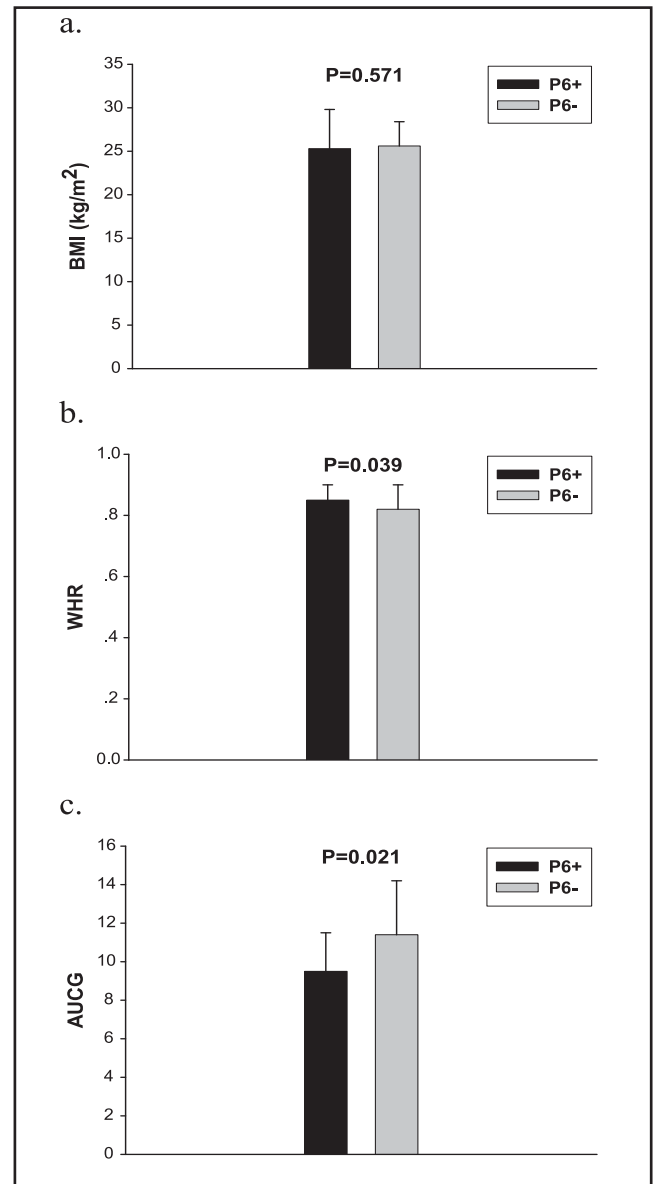 a.
P=0.571
P6+
P6-
35
30
25
20
15
10
5
0
BMI (kg/m²)
b.
P=0.039
P6+
P6-
1.0
.8
.6
.4
.2
0.0
WHR
c.
P=0.021
P6+
P6-
16
14
12
10
8
6
4
2
0
AUCG